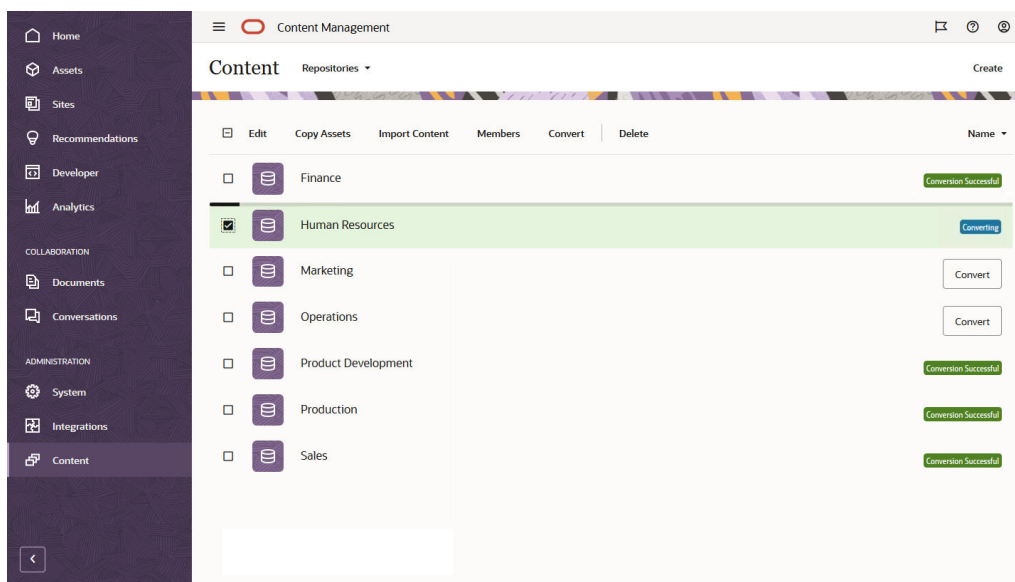 Home
Assets
Sites
Recommendations
Developer
Analytics
COLLABORATION
Documents
Conversations
ADMINISTRATION
System
Integrations
Content
Content Management
Content Repositories Create
Edit Copy Assets Import Content Members Convert Delete Name
Finance Conversion Successful
Human Resources Converting
Marketing Convert
Operations Convert
Product Development Conversion Successful
Production Conversion Successful
Sales Conversion Successful